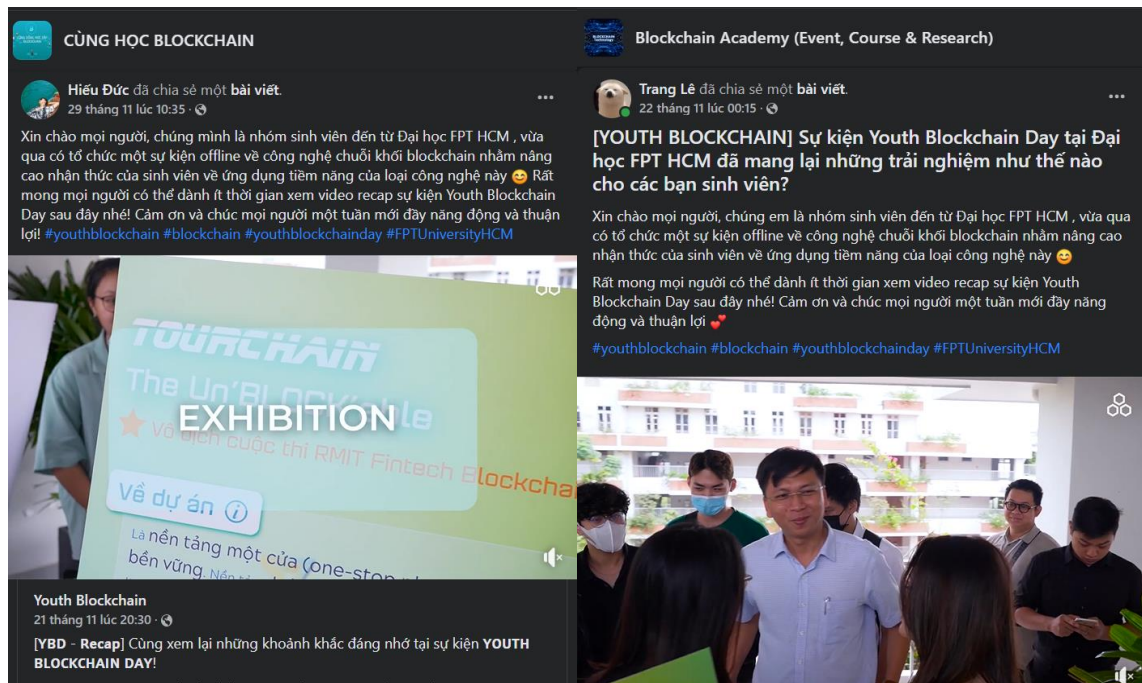 CÙNG HỌC BLOCKCHAIN
Hiếu Đức đã chia sẻ một bài viết.
29 tháng 11 lúc 10:35 ·
Xin chào mọi người, chúng mình là nhóm sinh viên đến từ Đại học FPT HCM , vừa
qua có tổ chức một sự kiện offline về công nghệ chuỗi khối blockchain nhằm nâng
cao nhận thức của sinh viên về ứng dụng tiềm năng của loại công nghệ này 😊 Rất
mong mọi người có thể dành ít thời gian xem video recap sự kiện Youth Blockchain
Day sau đây nhé! Cảm ơn và chúc mọi người một tuần mới đầy năng động và thuận
lợi! #youthblockchain #blockchain #youthblockchainday #FPTUniversityHCM
TOURCHAIN
The Un'BLOCK'able
EXHIBITION
Vô địch cuộc thi RMIT Fintech Blockchai
Về dự án
Là nền tảng một cửa (one-stop
bền vững.
Youth Blockchain
21 tháng 11 lúc 20:30 ·
[YBD - Recap] Cùng xem lại những khoảnh khắc đáng nhớ tại sự kiện YOUTH
BLOCKCHAIN DAY!
Blockchain Academy (Event, Course & Research)
Trang Lê đã chia sẻ một bài viết.
22 tháng 11 lúc 00:15 ·
[YOUTH BLOCKCHAIN] Sự kiện Youth Blockchain Day tại Đại
học FPT HCM đã mang lại những trải nghiệm như thế nào
cho các bạn sinh viên?
Xin chào mọi người, chúng em là nhóm sinh viên đến từ Đại học FPT HCM , vừa qua
có tổ chức một sự kiện offline về công nghệ chuỗi khối blockchain nhằm nâng cao
nhận thức của sinh viên về ứng dụng tiềm năng của loại công nghệ này 😊
Rất mong mọi người có thể dành ít thời gian xem video recap sự kiện Youth
Blockchain Day sau đây nhé! Cảm ơn và chúc mọi người một tuần mới đầy năng
động và thuận lợi 💕
#youthblockchain #blockchain #youthblockchainday #FPTUniversityHCM